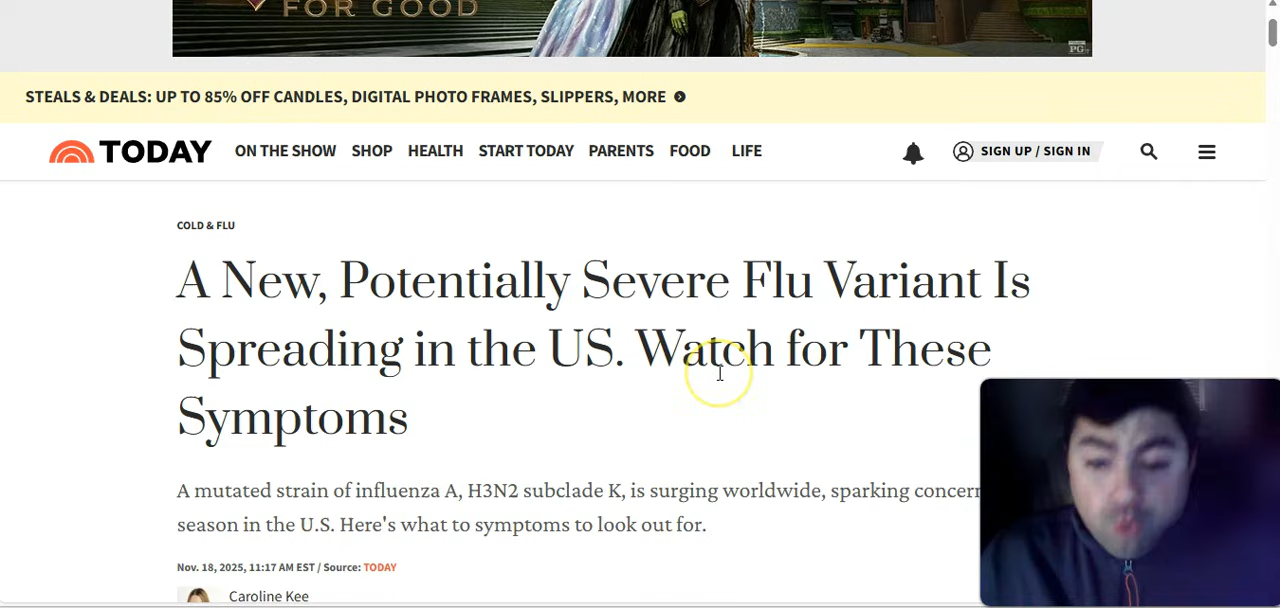 FOR GOOD
PG
STEALS & DEALS: UP TO 85% OFF CANDLES, DIGITAL PHOTO FRAMES, SLIPPERS, MORE
TODAY ON THE SHOW SHOP HEALTH START TODAY PARENTS FOOD LIFE SIGN UP / SIGN IN
COLD & FLU
A New, Potentially Severe Flu Variant Is
Spreading in the US. Watch for These
Symptoms
A mutated strain of influenza A, H3N2 subclade K, is surging worldwide, sparking concern
season in the U.S. Here's what to symptoms to look out for.
Nov. 18, 2025, 11:17 AM EST / Source: TODAY
Caroline Kee